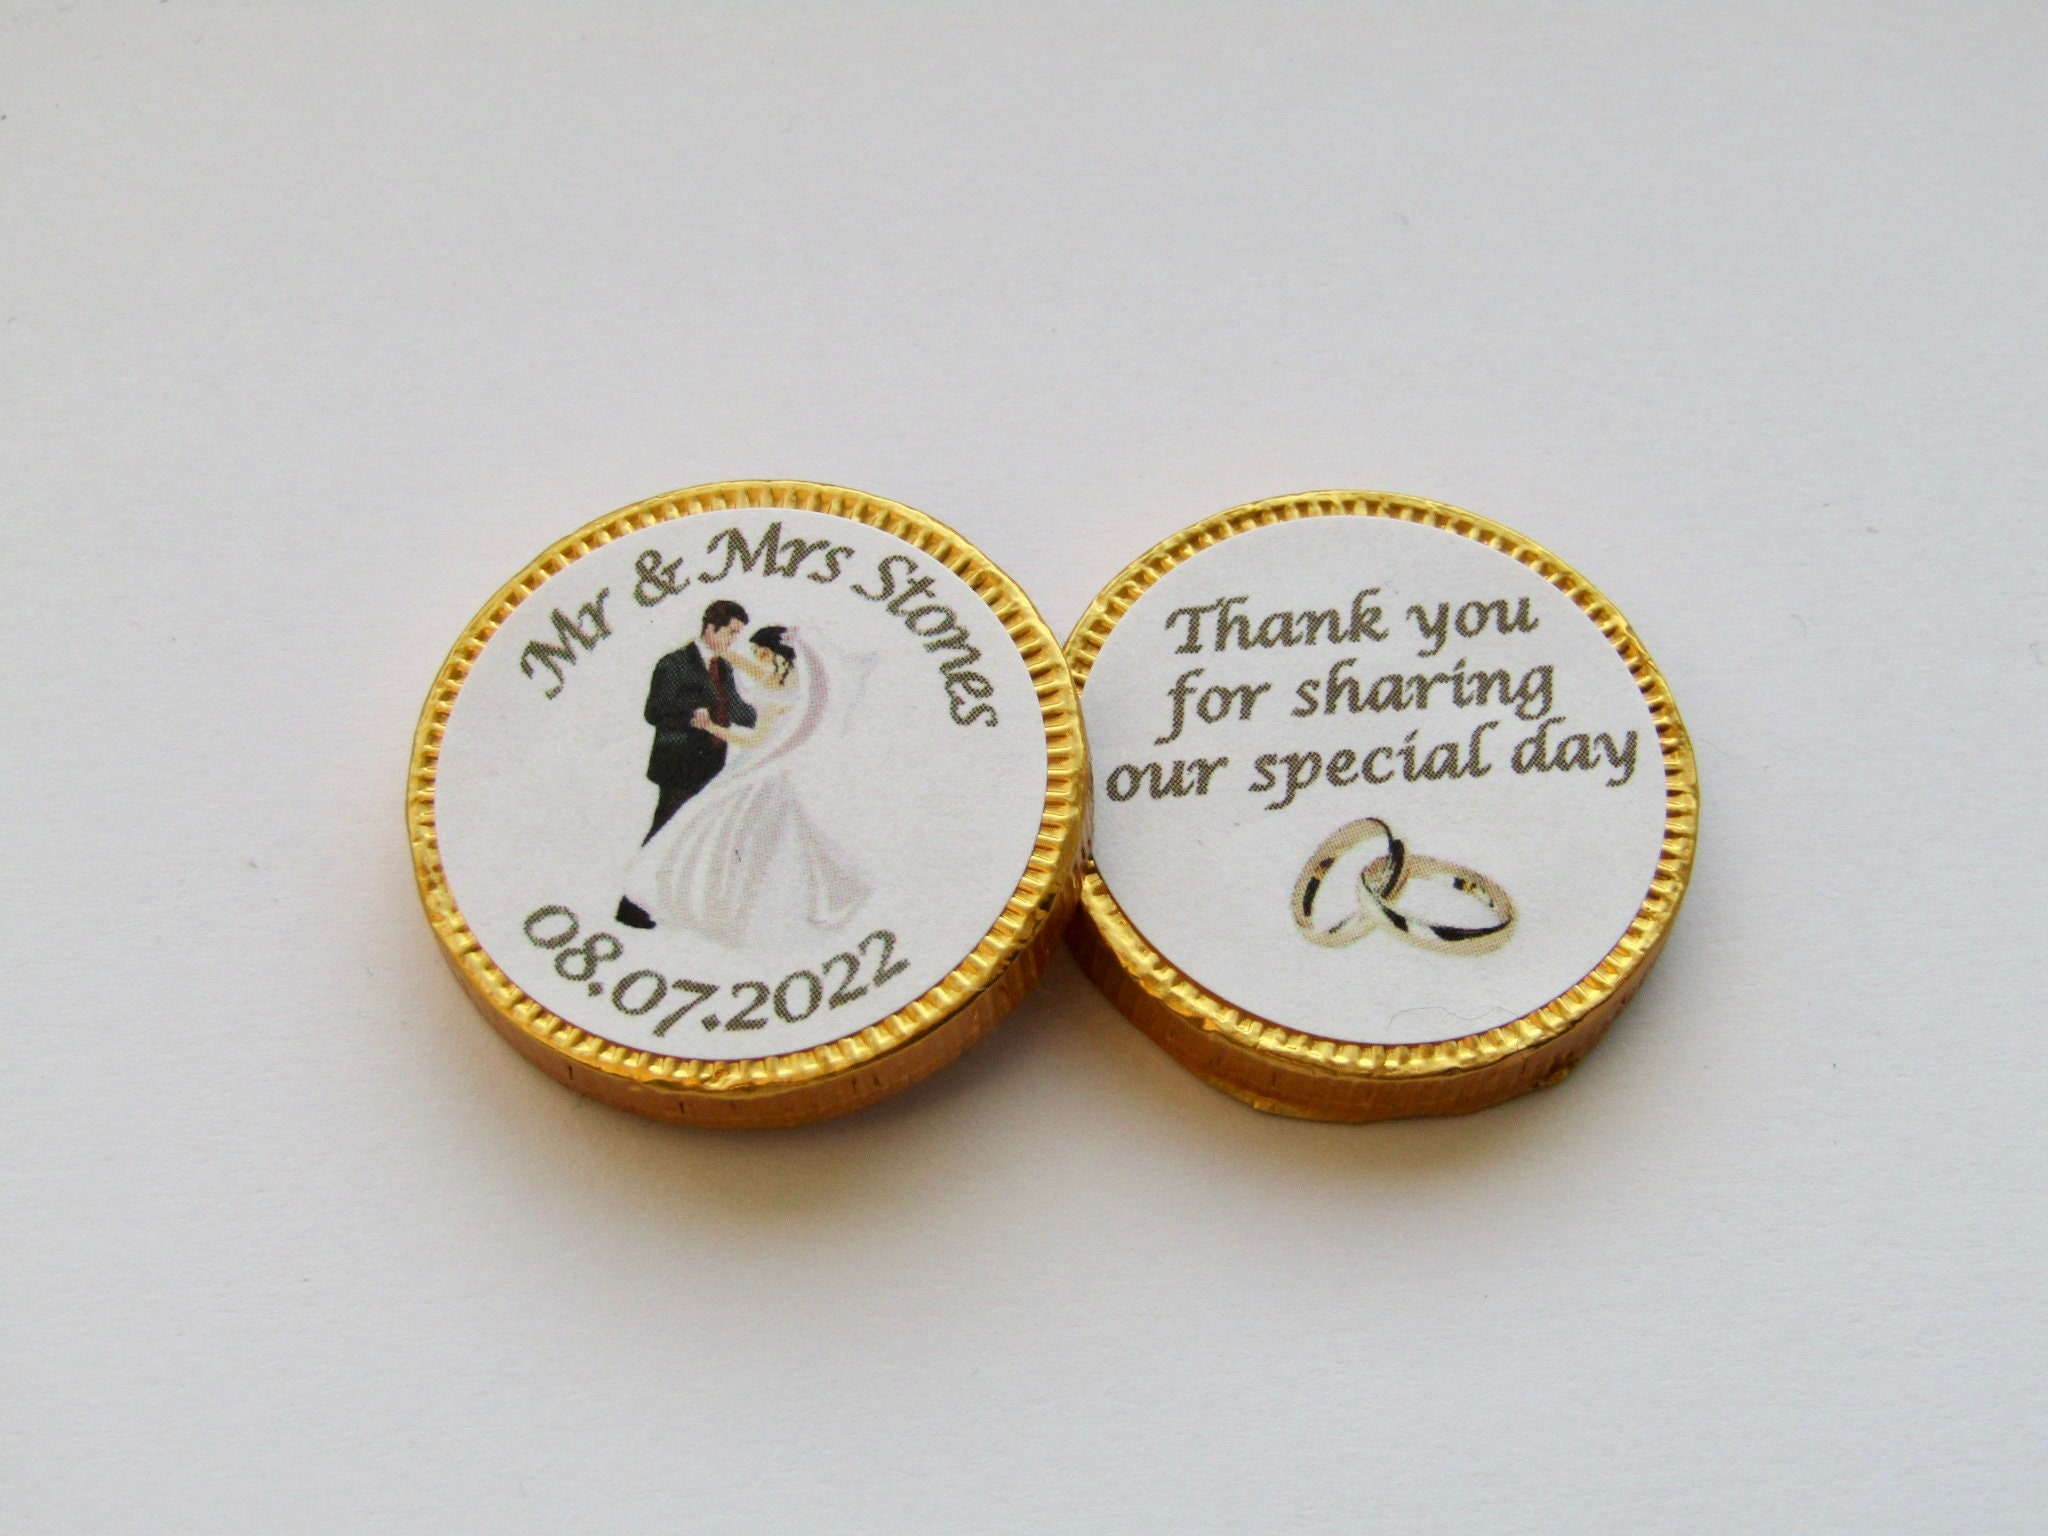 Mr & Mrs Stones
08.07.2022
Thank you
for sharing
our special day